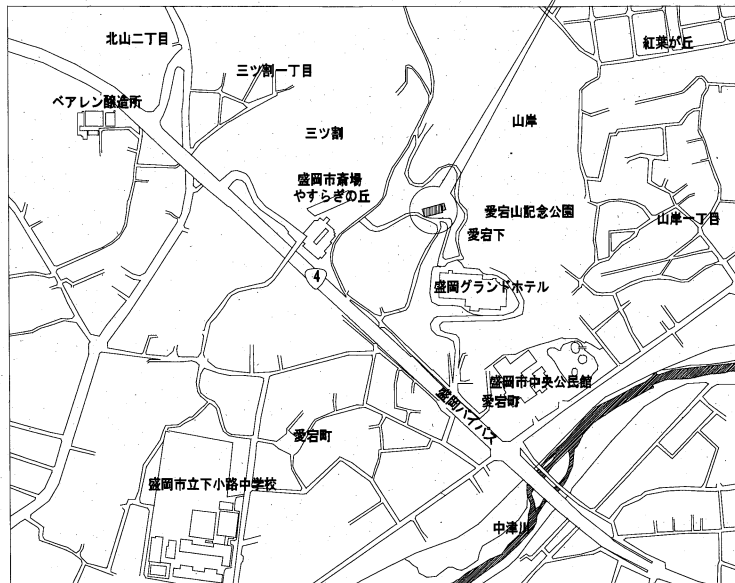 北山二丁目
紅葉が丘
三ツ割一丁目
ベアレン醸造所
山岸
三ツ割
盛岡市斎場
やすらぎの丘
愛宕山記念公園
山岸一丁目
愛宕下
4
盛岡グランドホテル
盛岡市中央公民館
愛宕町
盛岡バイパス
愛宕町
盛岡市立下小路中学校
中津川